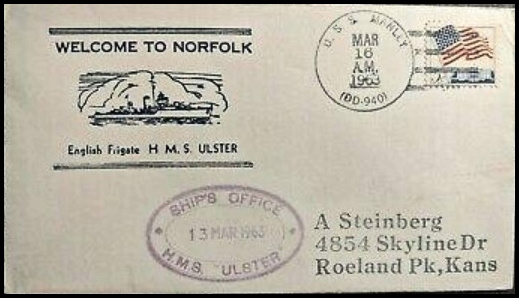 WELCOME TO NORFOLK
English Frigate H M. S. ULSTER
U. S. S. MANLEY
MAR
16
A.M.
1963
(DD-940)
SHIP'S OFFICE
13 MAR 1963
H.M.S. "ULSTER"
A Steinberg
4854 Skyline Dr
Roeland Pk, Kans